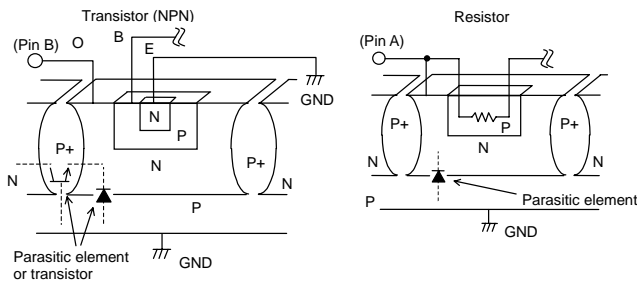 Transistor (NPN)
(Pin B)
O
B
E
GND
N
P
N
P+
P+
N
N
P
Parasitic element
or transistor
GND
Resistor
(Pin A)
P+
P
P+
N
N
N
P
Parasitic element
GND